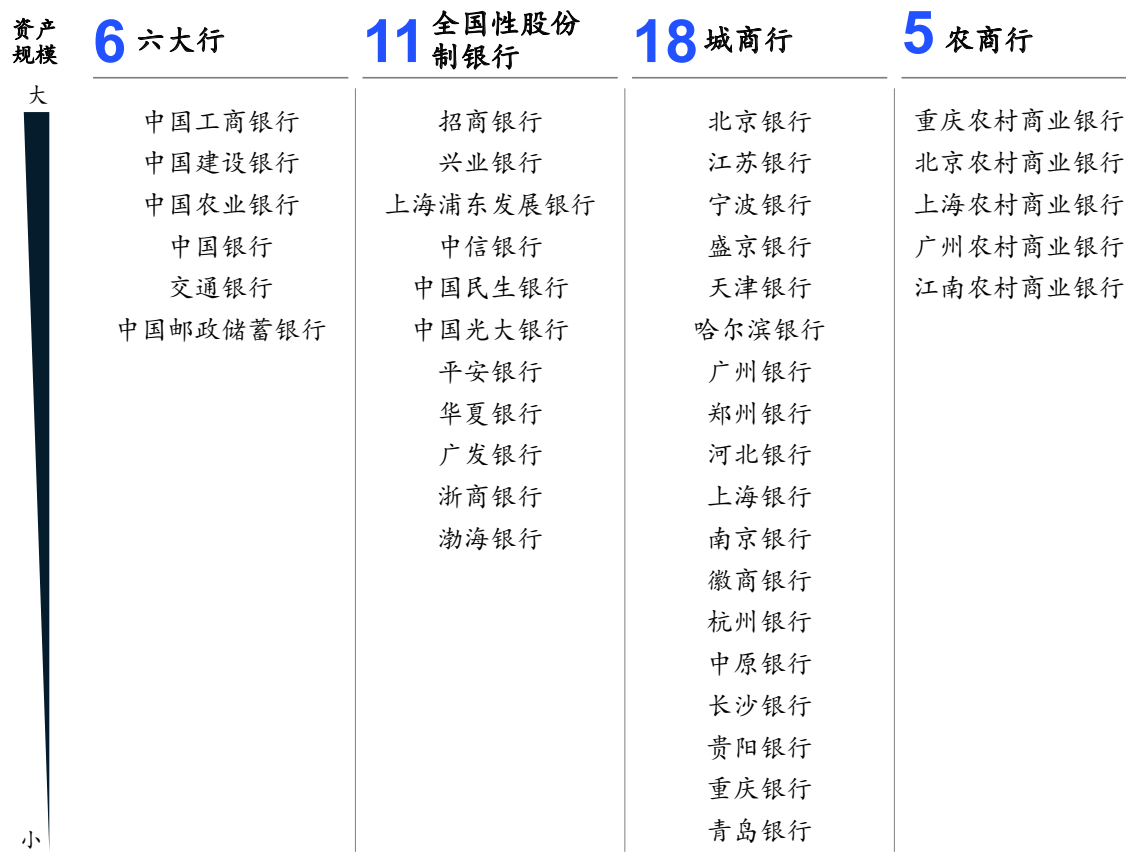 资产
规模
大
小
6 六大行
中国工商银行
中国建设银行
中国农业银行
中国银行
交通银行
中国邮政储蓄银行
11 全国性股份
制银行
招商银行
兴业银行
上海浦东发展银行
中信银行
中国民生银行
中国光大银行
平安银行
华夏银行
广发银行
浙商银行
渤海银行
18 城商行
北京银行
江苏银行
宁波银行
盛京银行
天津银行
哈尔滨银行
广州银行
郑州银行
河北银行
上海银行
南京银行
徽商银行
杭州银行
中原银行
长沙银行
贵阳银行
重庆银行
青岛银行
5 农商行
重庆农村商业银行
北京农村商业银行
上海农村商业银行
广州农村商业银行
江南农村商业银行